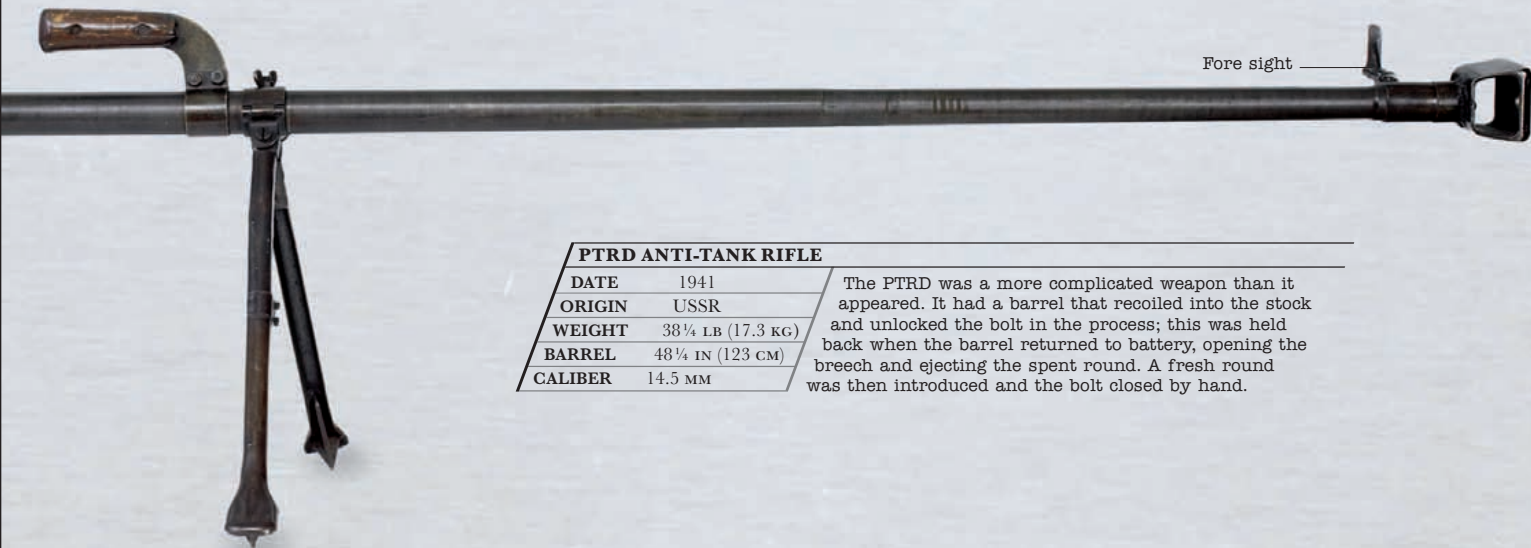 Fore sight
PTRD ANTI-TANK RIFLE
DATE 1941
ORIGIN USSR
WEIGHT 38¼ LB (17.3 KG)
BARREL 48¼ IN (123 CM)
CALIBER 14.5 MM
The PTRD was a more complicated weapon than it
appeared. It had a barrel that recoiled into the stock
and unlocked the bolt in the process; this was held
back when the barrel returned to battery, opening the
breech and ejecting the spent round. A fresh round
was then introduced and the bolt closed by hand.